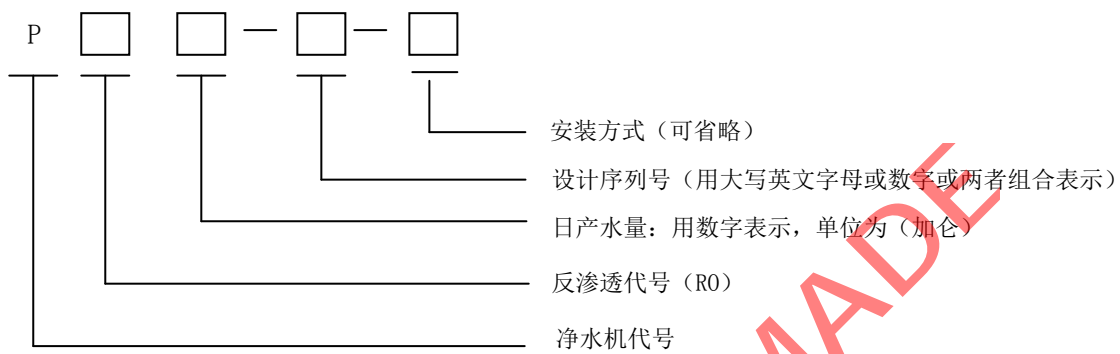 P □ □ — □ — □
安装方式（可省略）
设计序列号（用大写英文字母或数字或两者组合表示）
日产水量：用数字表示，单位为（加仑）
反渗透代号（RO）
净水机代号
MADE